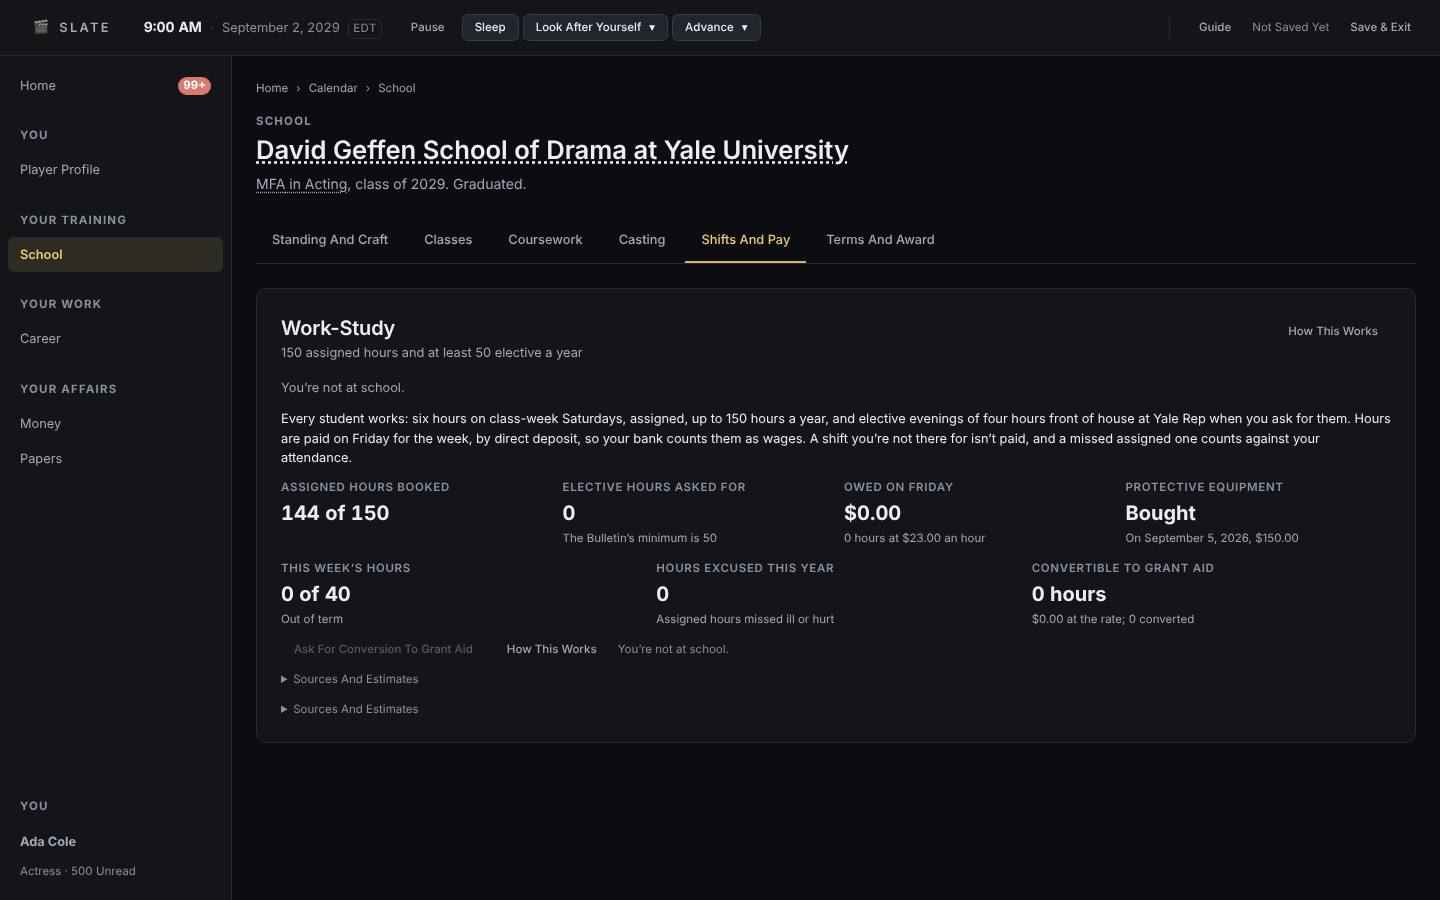 SLATE
9:00 AM · September 2, 2029 EDT
Pause
Sleep
Look After Yourself ▾
Advance ▾
Guide
Not Saved Yet
Save & Exit
Home
99+
YOU
Player Profile
YOUR TRAINING
School
YOUR WORK
Career
YOUR AFFAIRS
Money
Papers
YOU
Ada Cole
Actress · 500 Unread
Home › Calendar › School
SCHOOL
David Geffen School of Drama at Yale University
MFA in Acting, class of 2029. Graduated.
Standing And Craft
Classes
Coursework
Casting
Shifts And Pay
Terms And Award
Work-Study
How This Works
150 assigned hours and at least 50 elective a year
You’re not at school.
Every student works: six hours on class-week Saturdays, assigned, up to 150 hours a year, and elective evenings of four hours front of house at Yale Rep when you ask for them. Hours
are paid on Friday for the week, by direct deposit, so your bank counts them as wages. A shift you’re not there for isn’t paid, and a missed assigned one counts against your
attendance.
ASSIGNED HOURS BOOKED
144 of 150
ELECTIVE HOURS ASKED FOR
0
The Bulletin’s minimum is 50
OWED ON FRIDAY
$0.00
0 hours at $23.00 an hour
PROTECTIVE EQUIPMENT
Bought
On September 5, 2026, $150.00
THIS WEEK’S HOURS
0 of 40
Out of term
HOURS EXCUSED THIS YEAR
0
Assigned hours missed ill or hurt
CONVERTIBLE TO GRANT AID
0 hours
$0.00 at the rate; 0 converted
Ask For Conversion To Grant Aid
How This Works
You’re not at school.
▶ Sources And Estimates
▶ Sources And Estimates